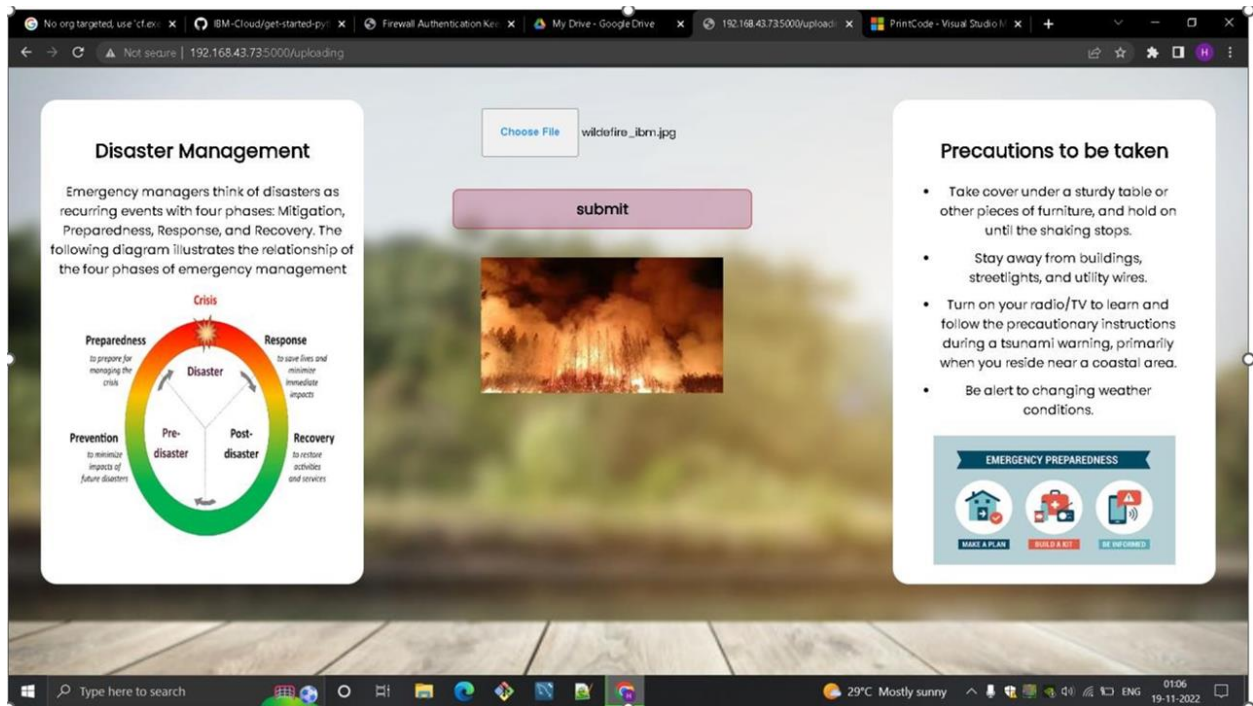 No org targeted, use 'cf.exe
IBM-Cloud/get-started-pyt
Firewall Authentication Kee
My Drive - Google Drive
192.168.43.73:5000/uploadi
PrintCode - Visual Studio M
Not secure | 192.168.43.73:5000/uploading
H
Disaster Management
Emergency managers think of disasters as
recurring events with four phases: Mitigation,
Preparedness, Response, and Recovery. The
following diagram illustrates the relationship of
the four phases of emergency management
Crisis
Preparedness
to prepare for
managing the
crisis
Response
to save lives and
minimize
immediate
impacts
Disaster
Pre-
disaster
Post-
disaster
Prevention
to minimize
impacts of
future disasters
Recovery
to restore
activities
and services
Choose File wildefire_ibm.jpg
submit
Precautions to be taken
• Take cover under a sturdy table or
other pieces of furniture, and hold on
until the shaking stops.
• Stay away from buildings,
streetlights, and utility wires.
• Turn on your radio/TV to learn and
follow the precautionary instructions
during a tsunami warning, primarily
when you reside near a coastal area.
• Be alert to changing weather
conditions.
EMERGENCY PREPAREDNESS
MAKE A PLAN
BUILD A KIT
BE INFORMED
Type here to search
29°C Mostly sunny
ENG
01:06
19-11-2022